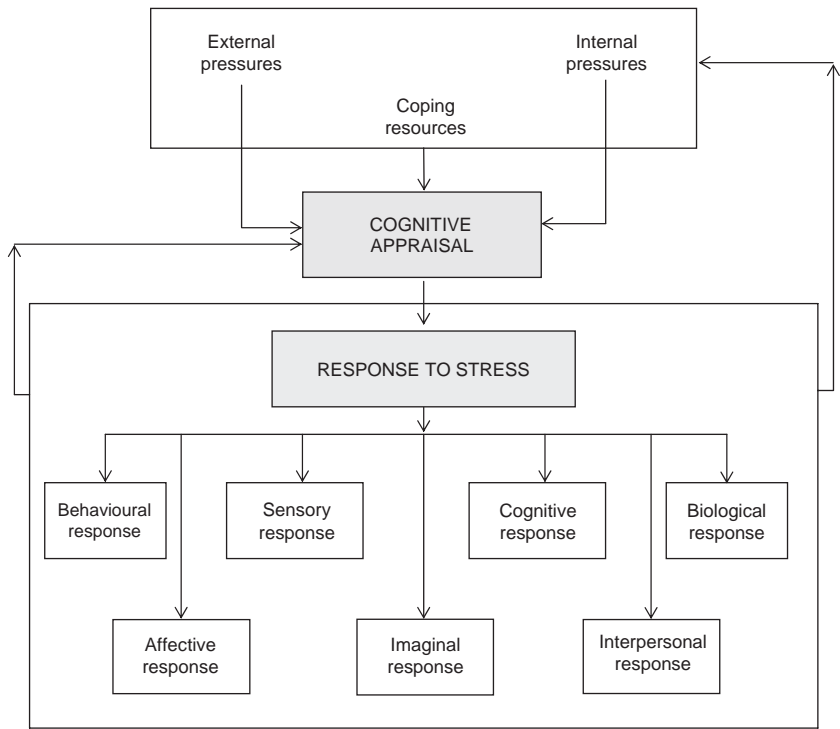 External
pressures
Internal
pressures
Coping
resources
COGNITIVE
APPRAISAL
RESPONSE TO STRESS
Behavioural
response
Sensory
response
Cognitive
response
Biological
response
Affective
response
Imaginal
response
Interpersonal
response